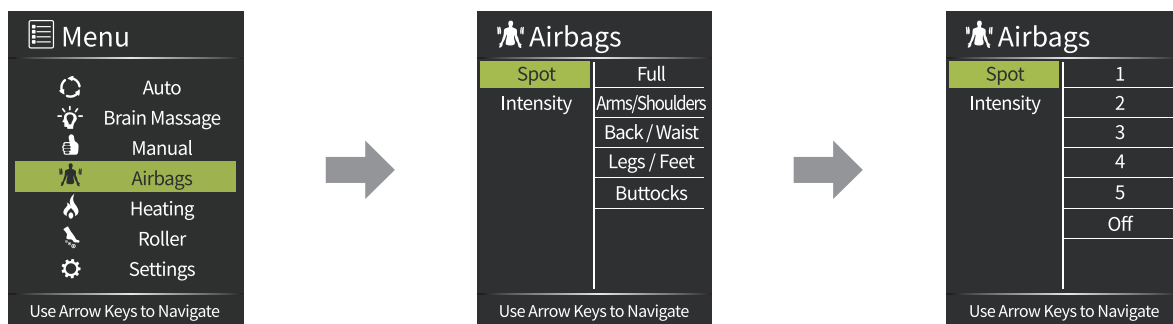 Menu
Auto
Brain Massage
Manual
Airbags
Heating
Roller
Settings
Use Arrow Keys to Navigate
Airbags
Spot Full
Intensity Arms/Shoulders
Back / Waist
Legs / Feet
Buttocks
Use Arrow Keys to Navigate
Airbags
Spot 1
Intensity 2
3
4
5
Off
Use Arrow Keys to Navigate